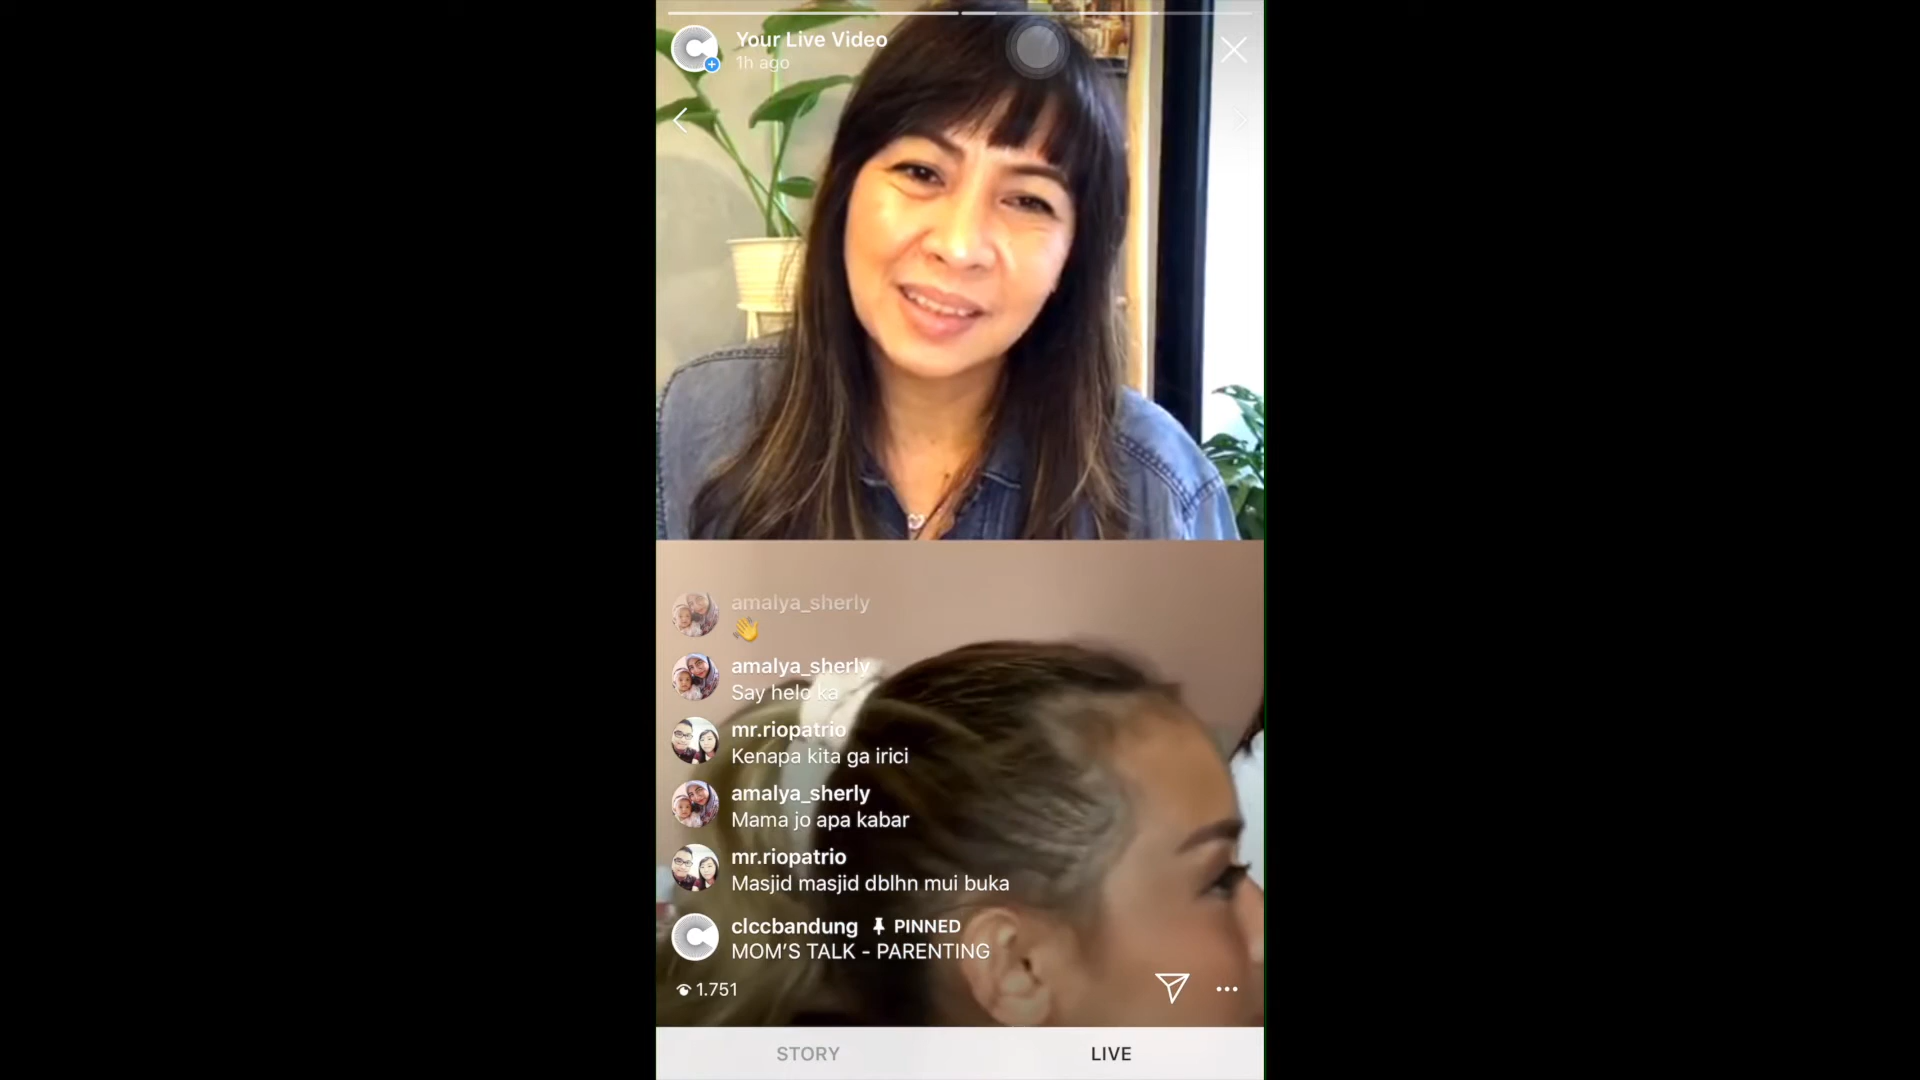 Your Live Video
1h ago
amalya_sherly
👋
amalya_sherly
Say helo ka
mr.riopatrio
Kenapa kita ga irici
amalya_sherly
Mama jo apa kabar
mr.riopatrio
Masjid masjid dblhn mui buka
clccbandung PINNED
MOM'S TALK - PARENTING
1.751
STORY LIVE